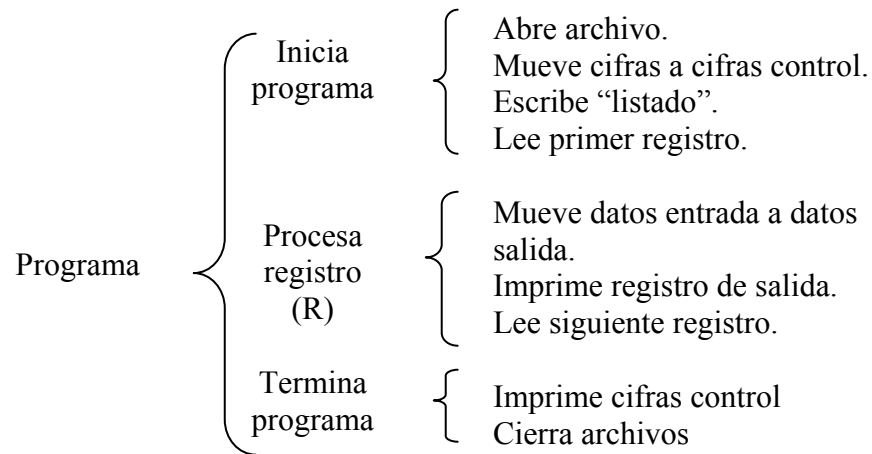 Programa
Inicia
programa
Abre archivo.
Mueve cifras a cifras control.
Escribe “listado”.
Lee primer registro.
Procesa
registro
(R)
Mueve datos entrada a datos
salida.
Imprime registro de salida.
Lee siguiente registro.
Termina
programa
Imprime cifras control
Cierra archivos